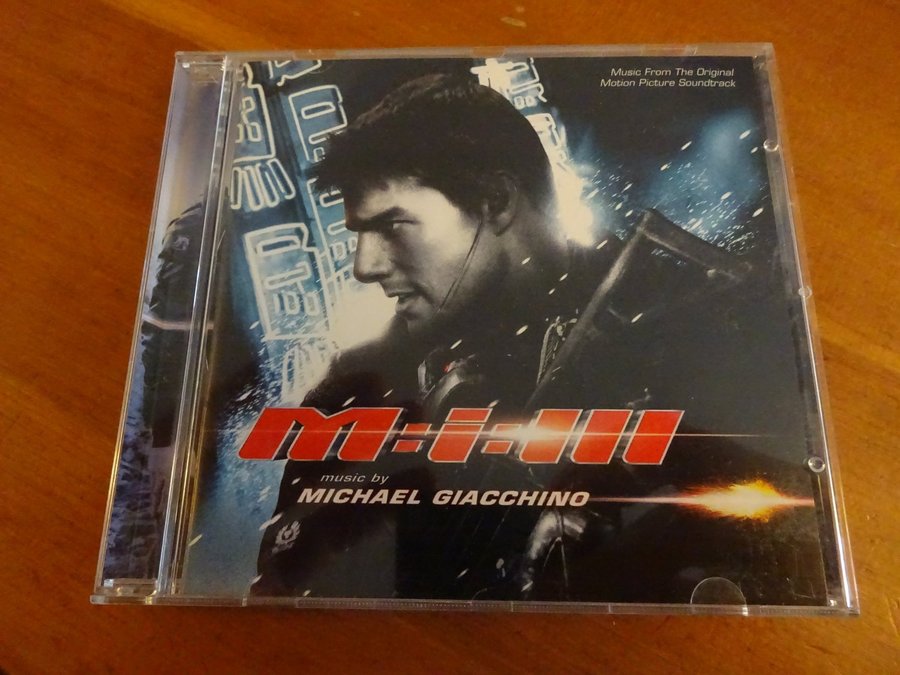 Music From The Original
Motion Picture Soundtrack
M:i:III
music by
MICHAEL GIACCHINO